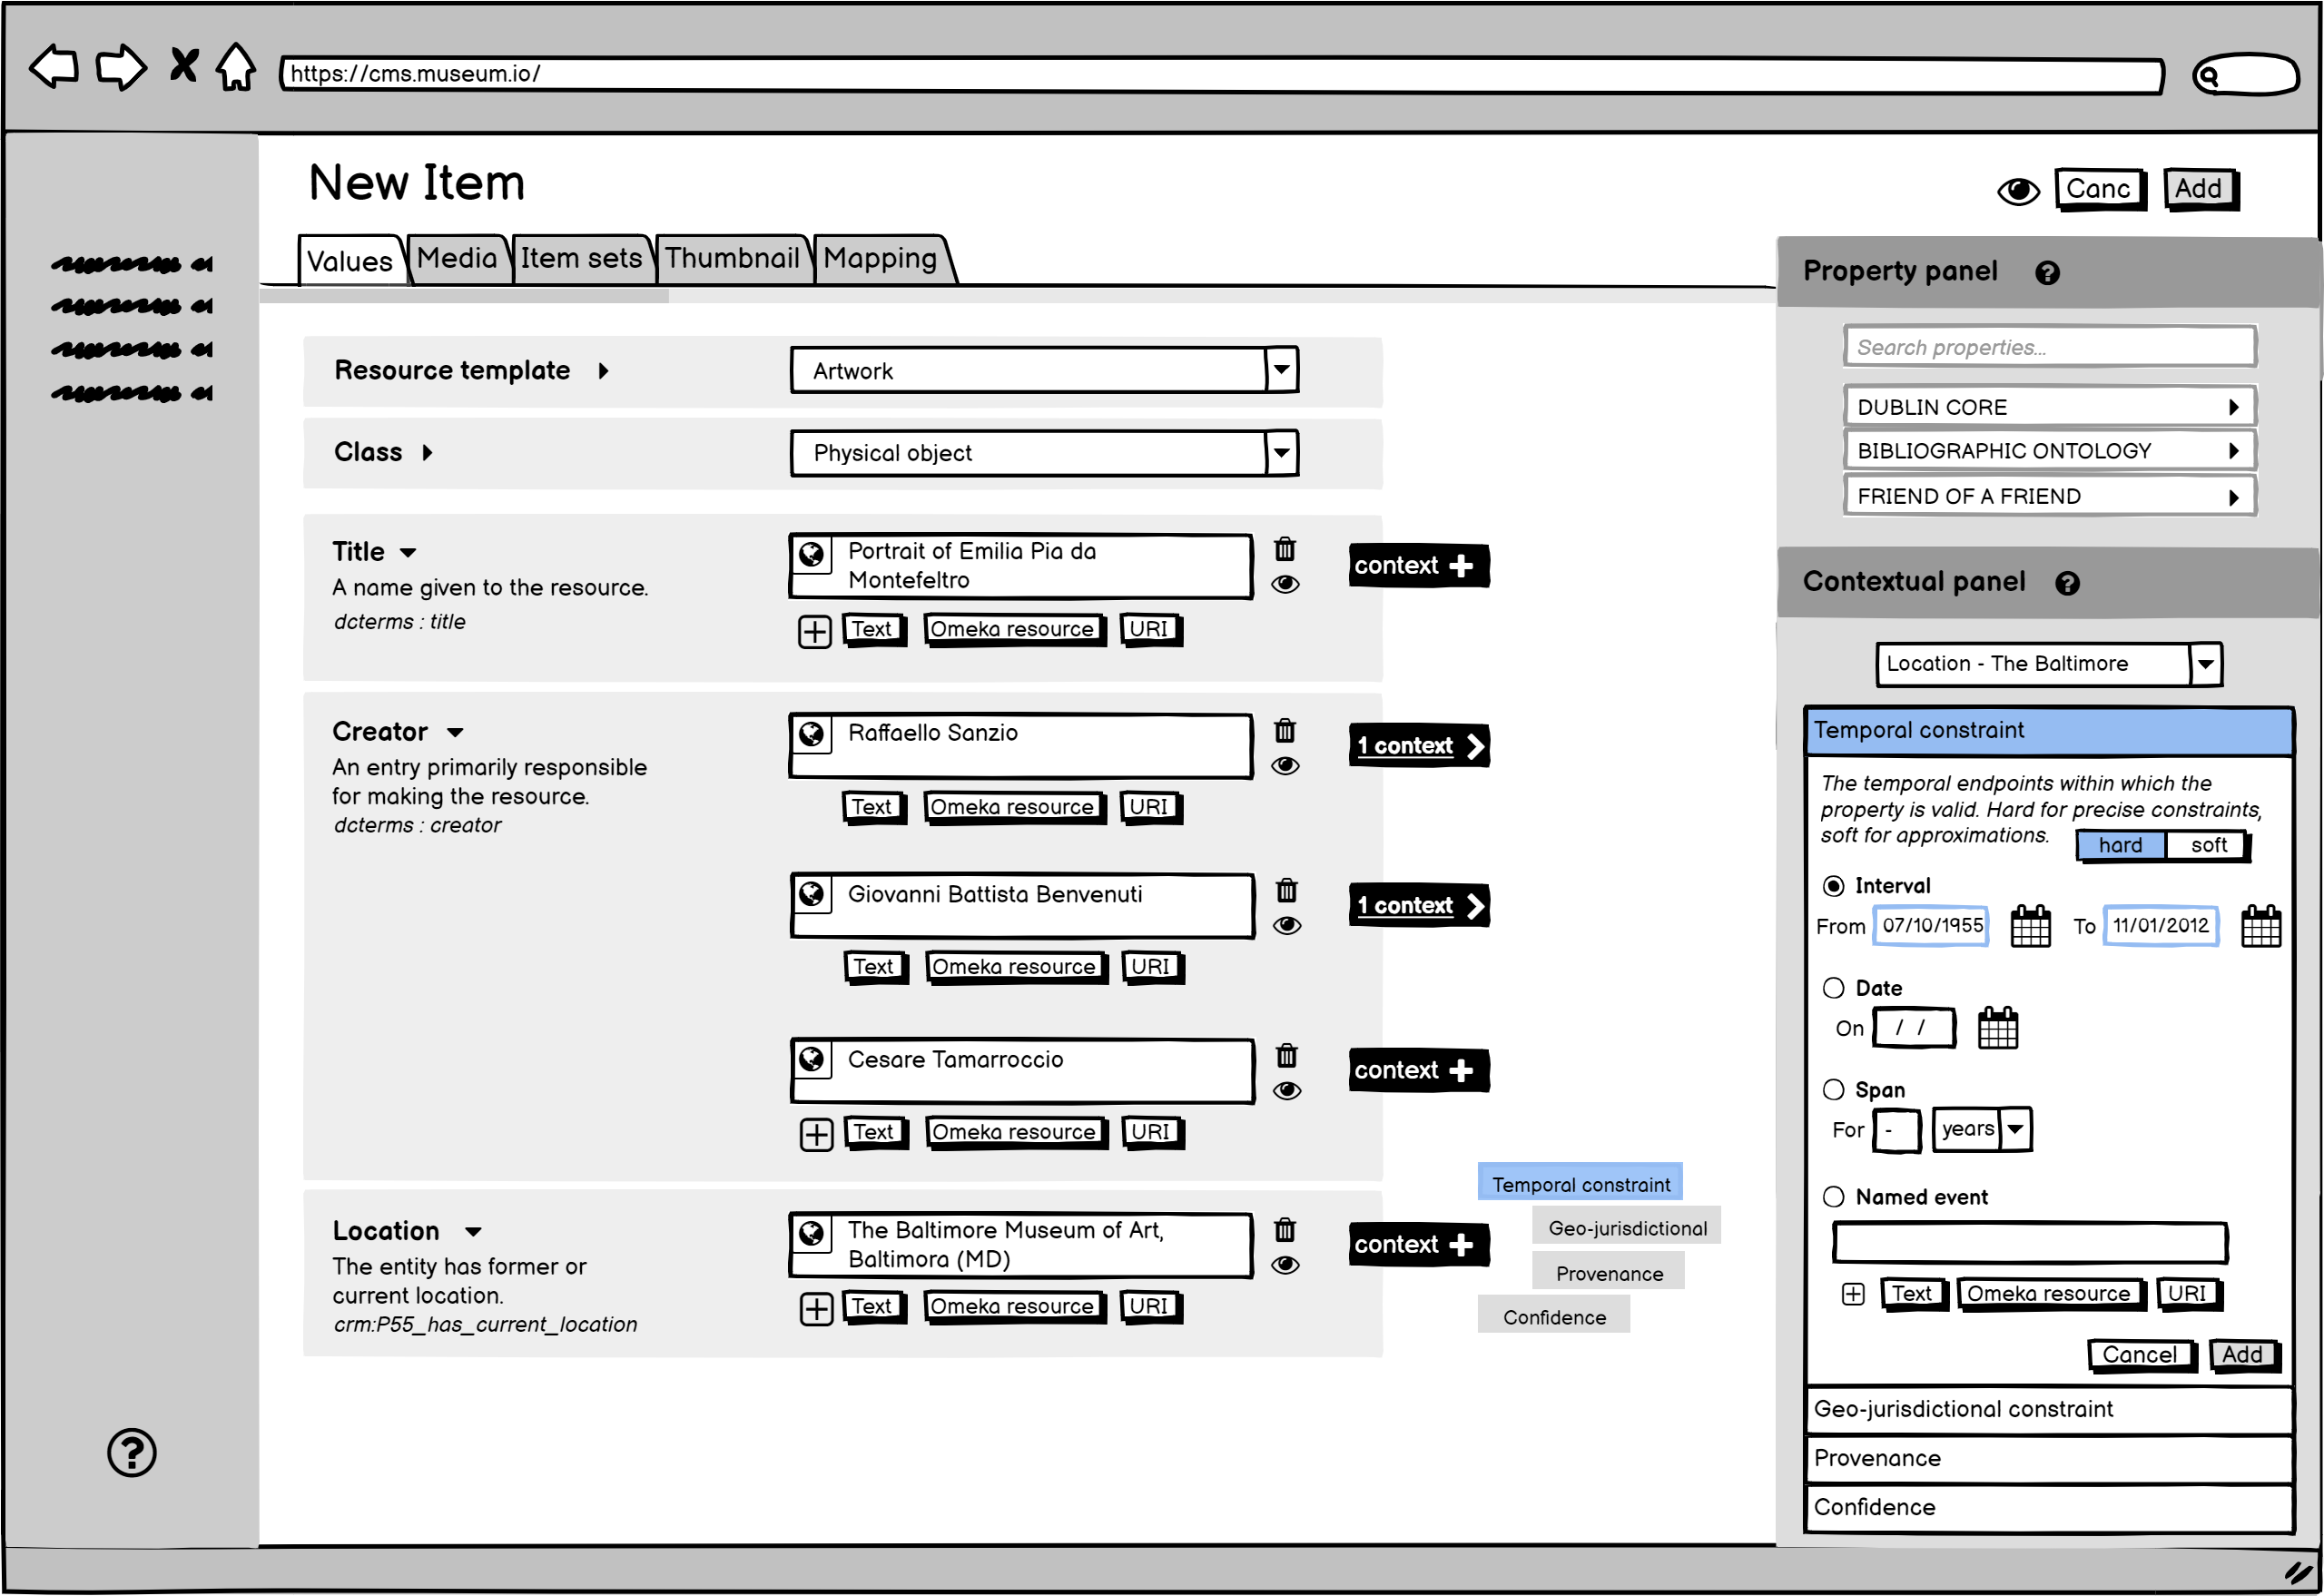 https://cms.museum.io/
New Item
Canc
Add
Values
Media
Item sets
Thumbnail
Mapping
Resource template
Artwork
Class
Physical object
Title
A name given to the resource.
dcterms : title
Portrait of Emilia Pia da
Montefeltro
Text
Omeka resource
URI
context
Creator
An entry primarily responsible
for making the resource.
dcterms : creator
Raffaello Sanzio
Text
Omeka resource
URI
1 context
Giovanni Battista Benvenuti
Text
Omeka resource
URI
1 context
Cesare Tamarroccio
Text
Omeka resource
URI
context
Location
The entity has former or
current location.
crm:P55_has_current_location
The Baltimore Museum of Art,
Baltimora (MD)
Text
Omeka resource
URI
context
Temporal constraint
Geo-jurisdictional
Provenance
Confidence
Property panel
Search properties...
DUBLIN CORE
BIBLIOGRAPHIC ONTOLOGY
FRIEND OF A FRIEND
Contextual panel
Location - The Baltimore
Temporal constraint
The temporal endpoints within which the
property is valid. Hard for precise constraints,
soft for approximations.
hard
soft
Interval
From 07/10/1955 To 11/01/2012
Date
On / /
Span
For - years
Named event
Text
Omeka resource
URI
Cancel
Add
Geo-jurisdictional constraint
Provenance
Confidence